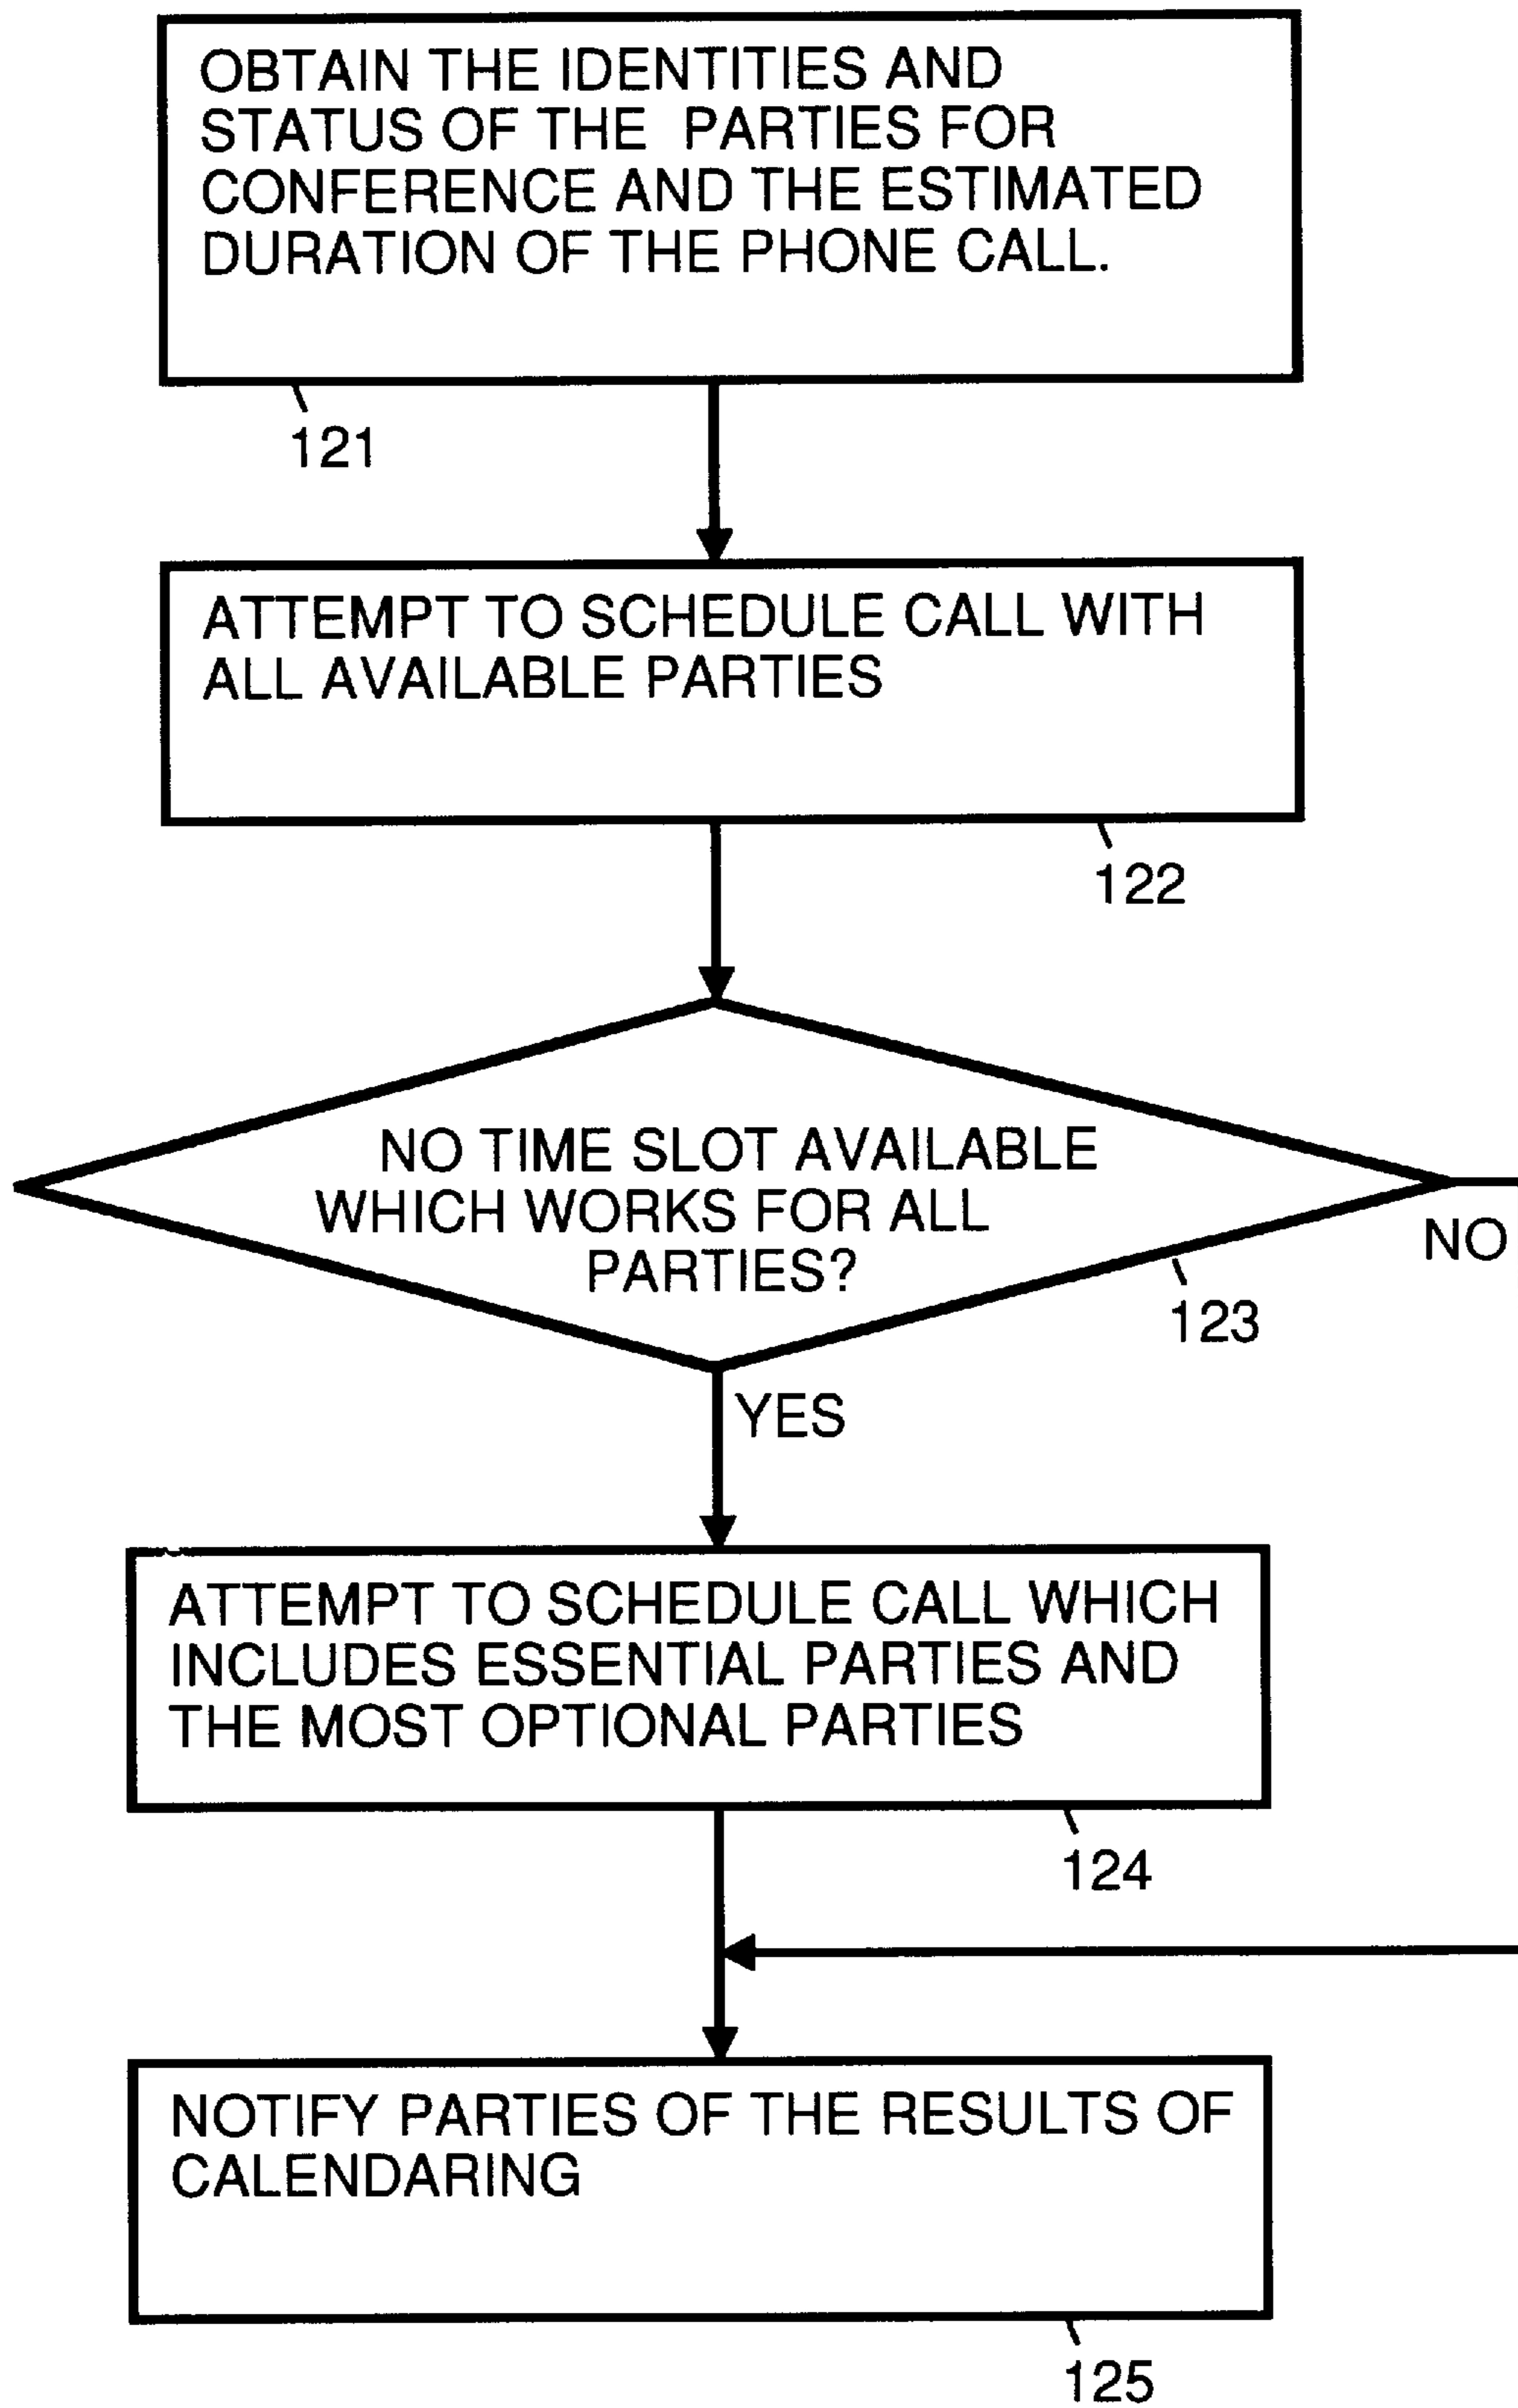 OBTAIN THE IDENTITIES AND
STATUS OF THE PARTIES FOR
CONFERENCE AND THE ESTIMATED
DURATION OF THE PHONE CALL.
121
ATTEMPT TO SCHEDULE CALL WITH
ALL AVAILABLE PARTIES
122
NO TIME SLOT AVAILABLE
WHICH WORKS FOR ALL
PARTIES?
NO
123
YES
ATTEMPT TO SCHEDULE CALL WHICH
INCLUDES ESSENTIAL PARTIES AND
THE MOST OPTIONAL PARTIES
124
NOTIFY PARTIES OF THE RESULTS OF
CALENDARING
125